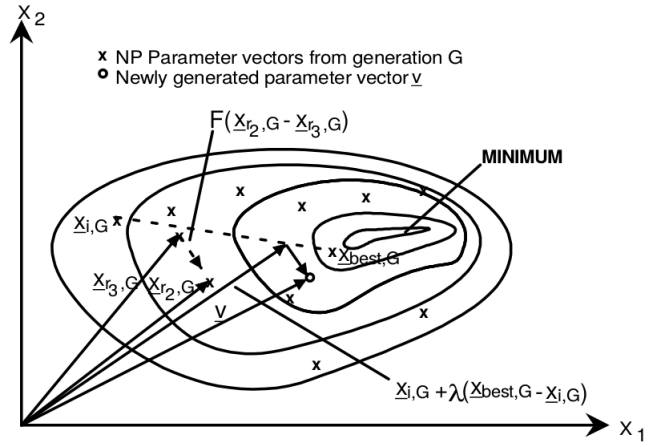 X2
x NP Parameter vectors from generation G
o Newly generated parameter vector v
F(xr2,G - xr3,G)
MINIMUM
xi,G
xbest,G
xr3,G
xr2,G
v
xi,G + λ(xbest,G - xi,G)
X1